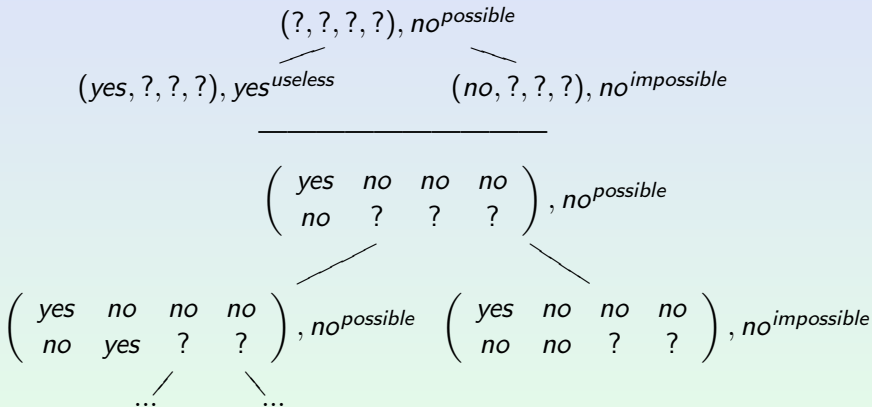 (?, ?, ?, ?), no^possible
(yes, ?, ?, ?), yes^useless (no, ?, ?, ?), no^impossible
( yes no no no
no ? ? ? ), no^possible
( yes no no no
no yes ? ? ), no^possible
( yes no no no
no no ? ? ), no^impossible
... ...